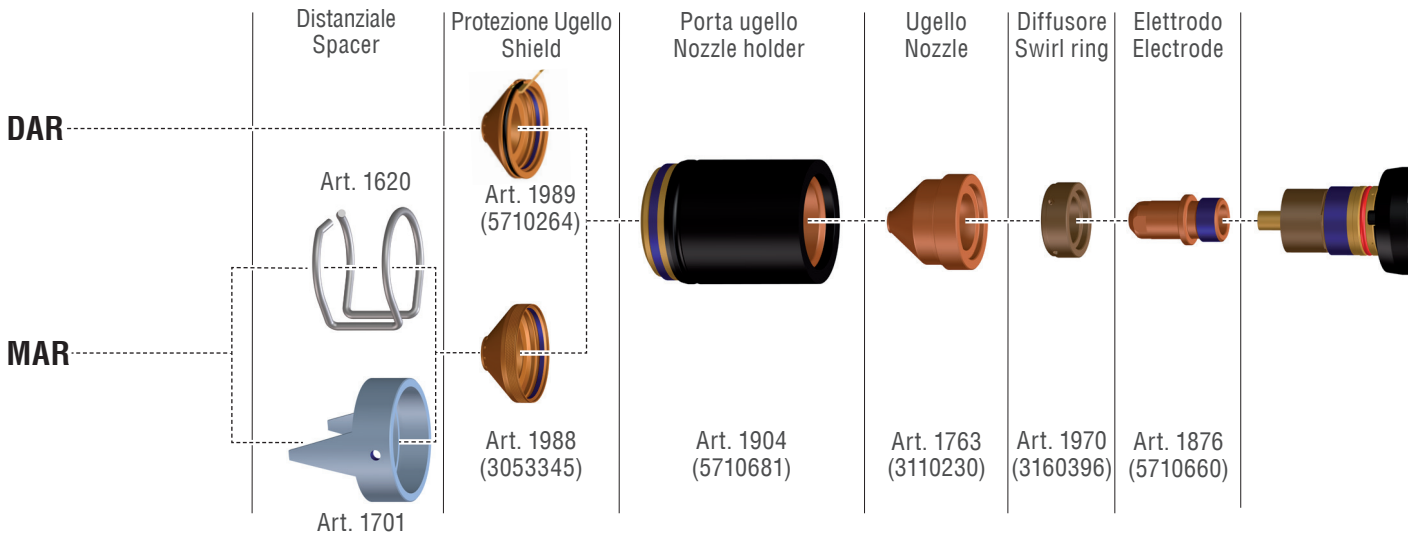 Distanziale
Spacer
Protezione Ugello
Shield
Porta ugello
Nozzle holder
Ugello
Nozzle
Diffusore
Swirl ring
Elettrodo
Electrode
DAR
Art. 1620
Art. 1989
(5710264)
MAR
Art. 1988
(3053345)
Art. 1904
(5710681)
Art. 1763
(3110230)
Art. 1970
(3160396)
Art. 1876
(5710660)
Art. 1701